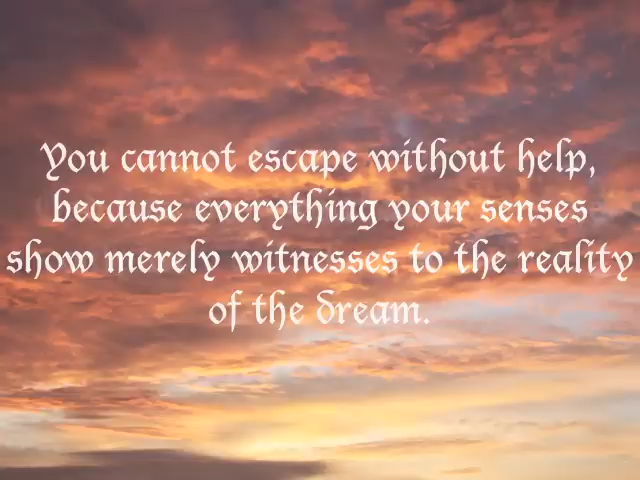 You cannot escape without help,
because everything your senses
show merely witnesses to the reality
of the dream.